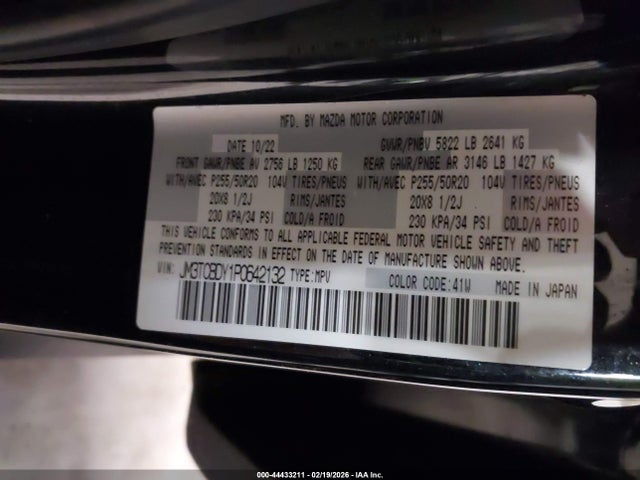 MFD. BY MAZDA MOTOR CORPORATION
DATE 10/22 GVWR/PNBV 5822 LB 2641 KG
FRONT GAWR/PNBE AV 2756 LB 1250 KG REAR GAWR/PNBE AR 3146 LB 1427 KG
WITH/AVEC P255/50R20 104V TIRES/PNEUS WITH/AVEC P255/50R20 104V TIRES/PNEUS
20X8 1/2J RIMS/JANTES 20X8 1/2J RIMS/JANTES
230 KPA/34 PSI COLD/A FROID 230 KPA/34 PSI COLD/A FROID
THIS VEHICLE CONFORMS TO ALL APPLICABLE FEDERAL MOTOR VEHICLE SAFETY AND THEFT
PREVENTION STANDARDS IN EFFECT ON THE DATE OF MANUFACTURE SHOWN ABOVE.
VIN: JM3TCBDY1P0642132 TYPE:MPV COLOR CODE:41W MADE IN JAPAN
000-44433211 - 02/19/2026 - IAA Inc.